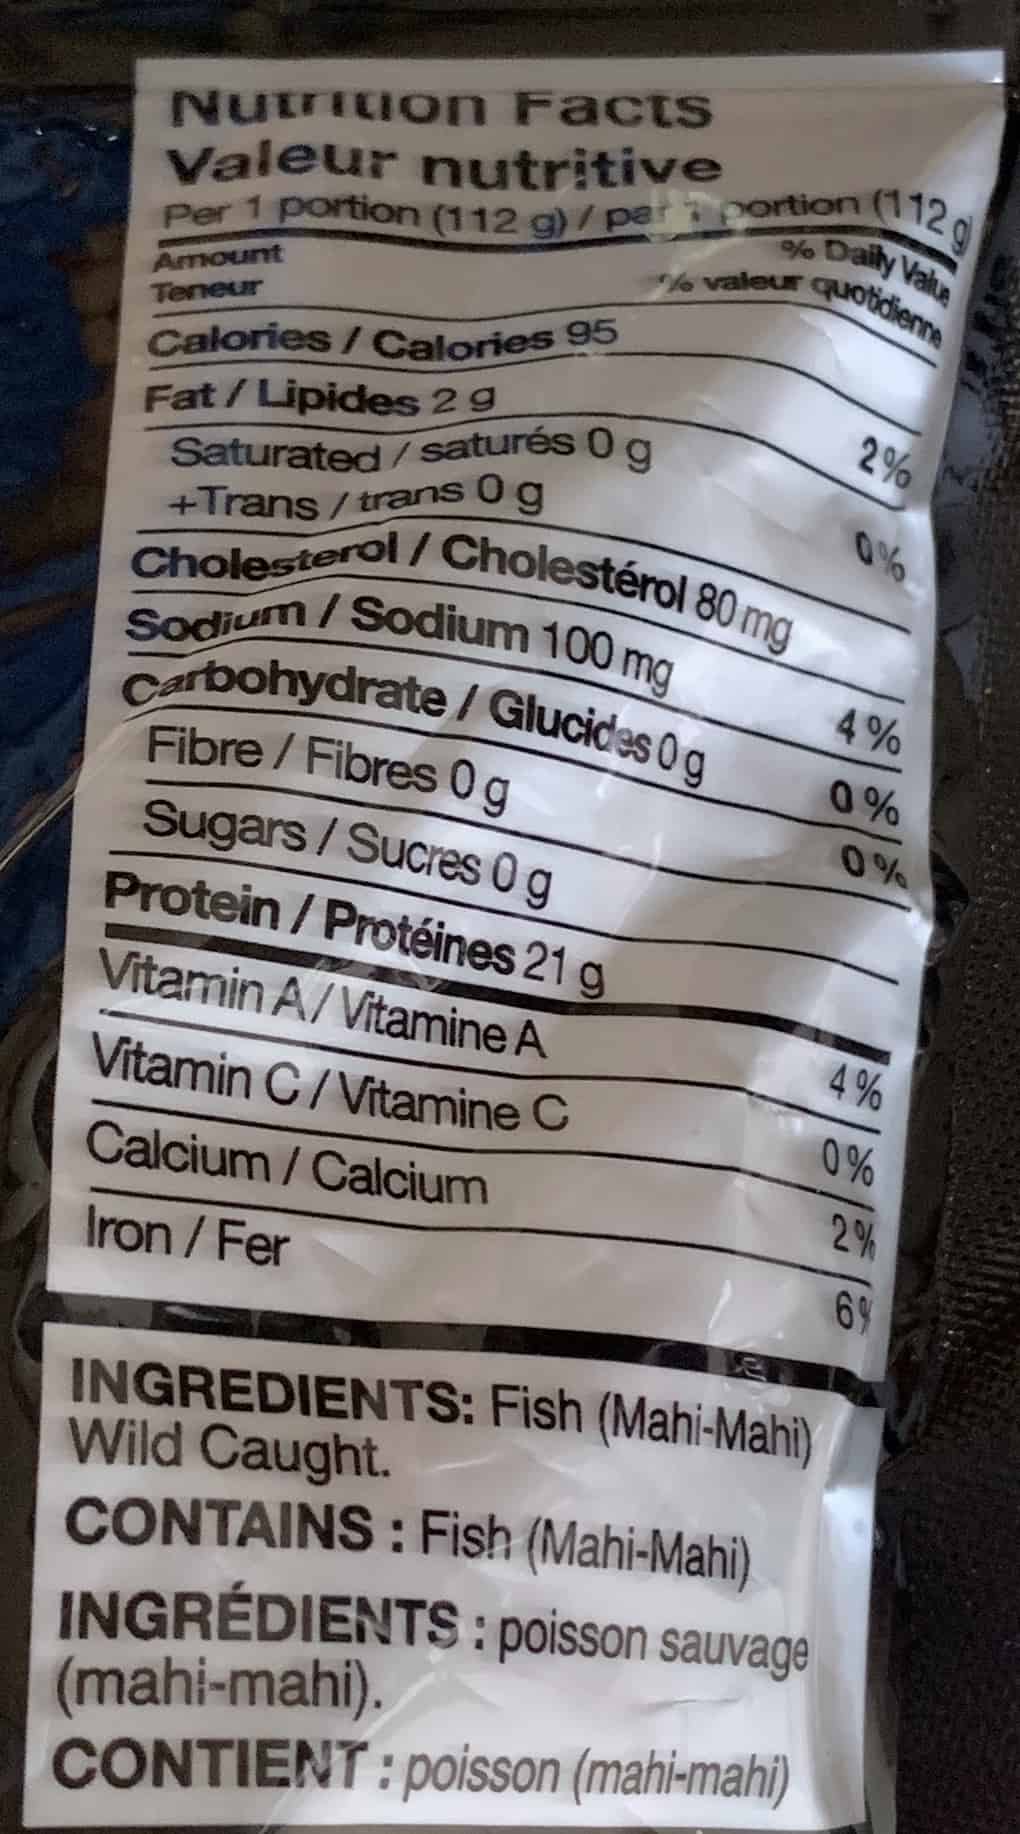 Nutrition Facts
Valeur nutritive
Per 1 portion (112 g) / par 1 portion (112 g)
Amount % Daily Value
Teneur % valeur quotidienne
Calories / Calories 95
Fat / Lipides 2 g 2%
Saturated / saturés 0 g
+Trans / trans 0 g 0%
Cholesterol / Cholestérol 80 mg
Sodium / Sodium 100 mg 4 %
Carbohydrate / Glucides 0 g 0 %
Fibre / Fibres 0 g 0 %
Sugars / Sucres 0 g
Protein / Protéines 21 g
Vitamin A / Vitamine A 4 %
Vitamin C / Vitamine C 0%
Calcium / Calcium 2%
Iron / Fer 6%
INGREDIENTS: Fish (Mahi-Mahi)
Wild Caught.
CONTAINS : Fish (Mahi-Mahi)
INGRÉDIENTS : poisson sauvage
(mahi-mahi).
CONTIENT : poisson (mahi-mahi)